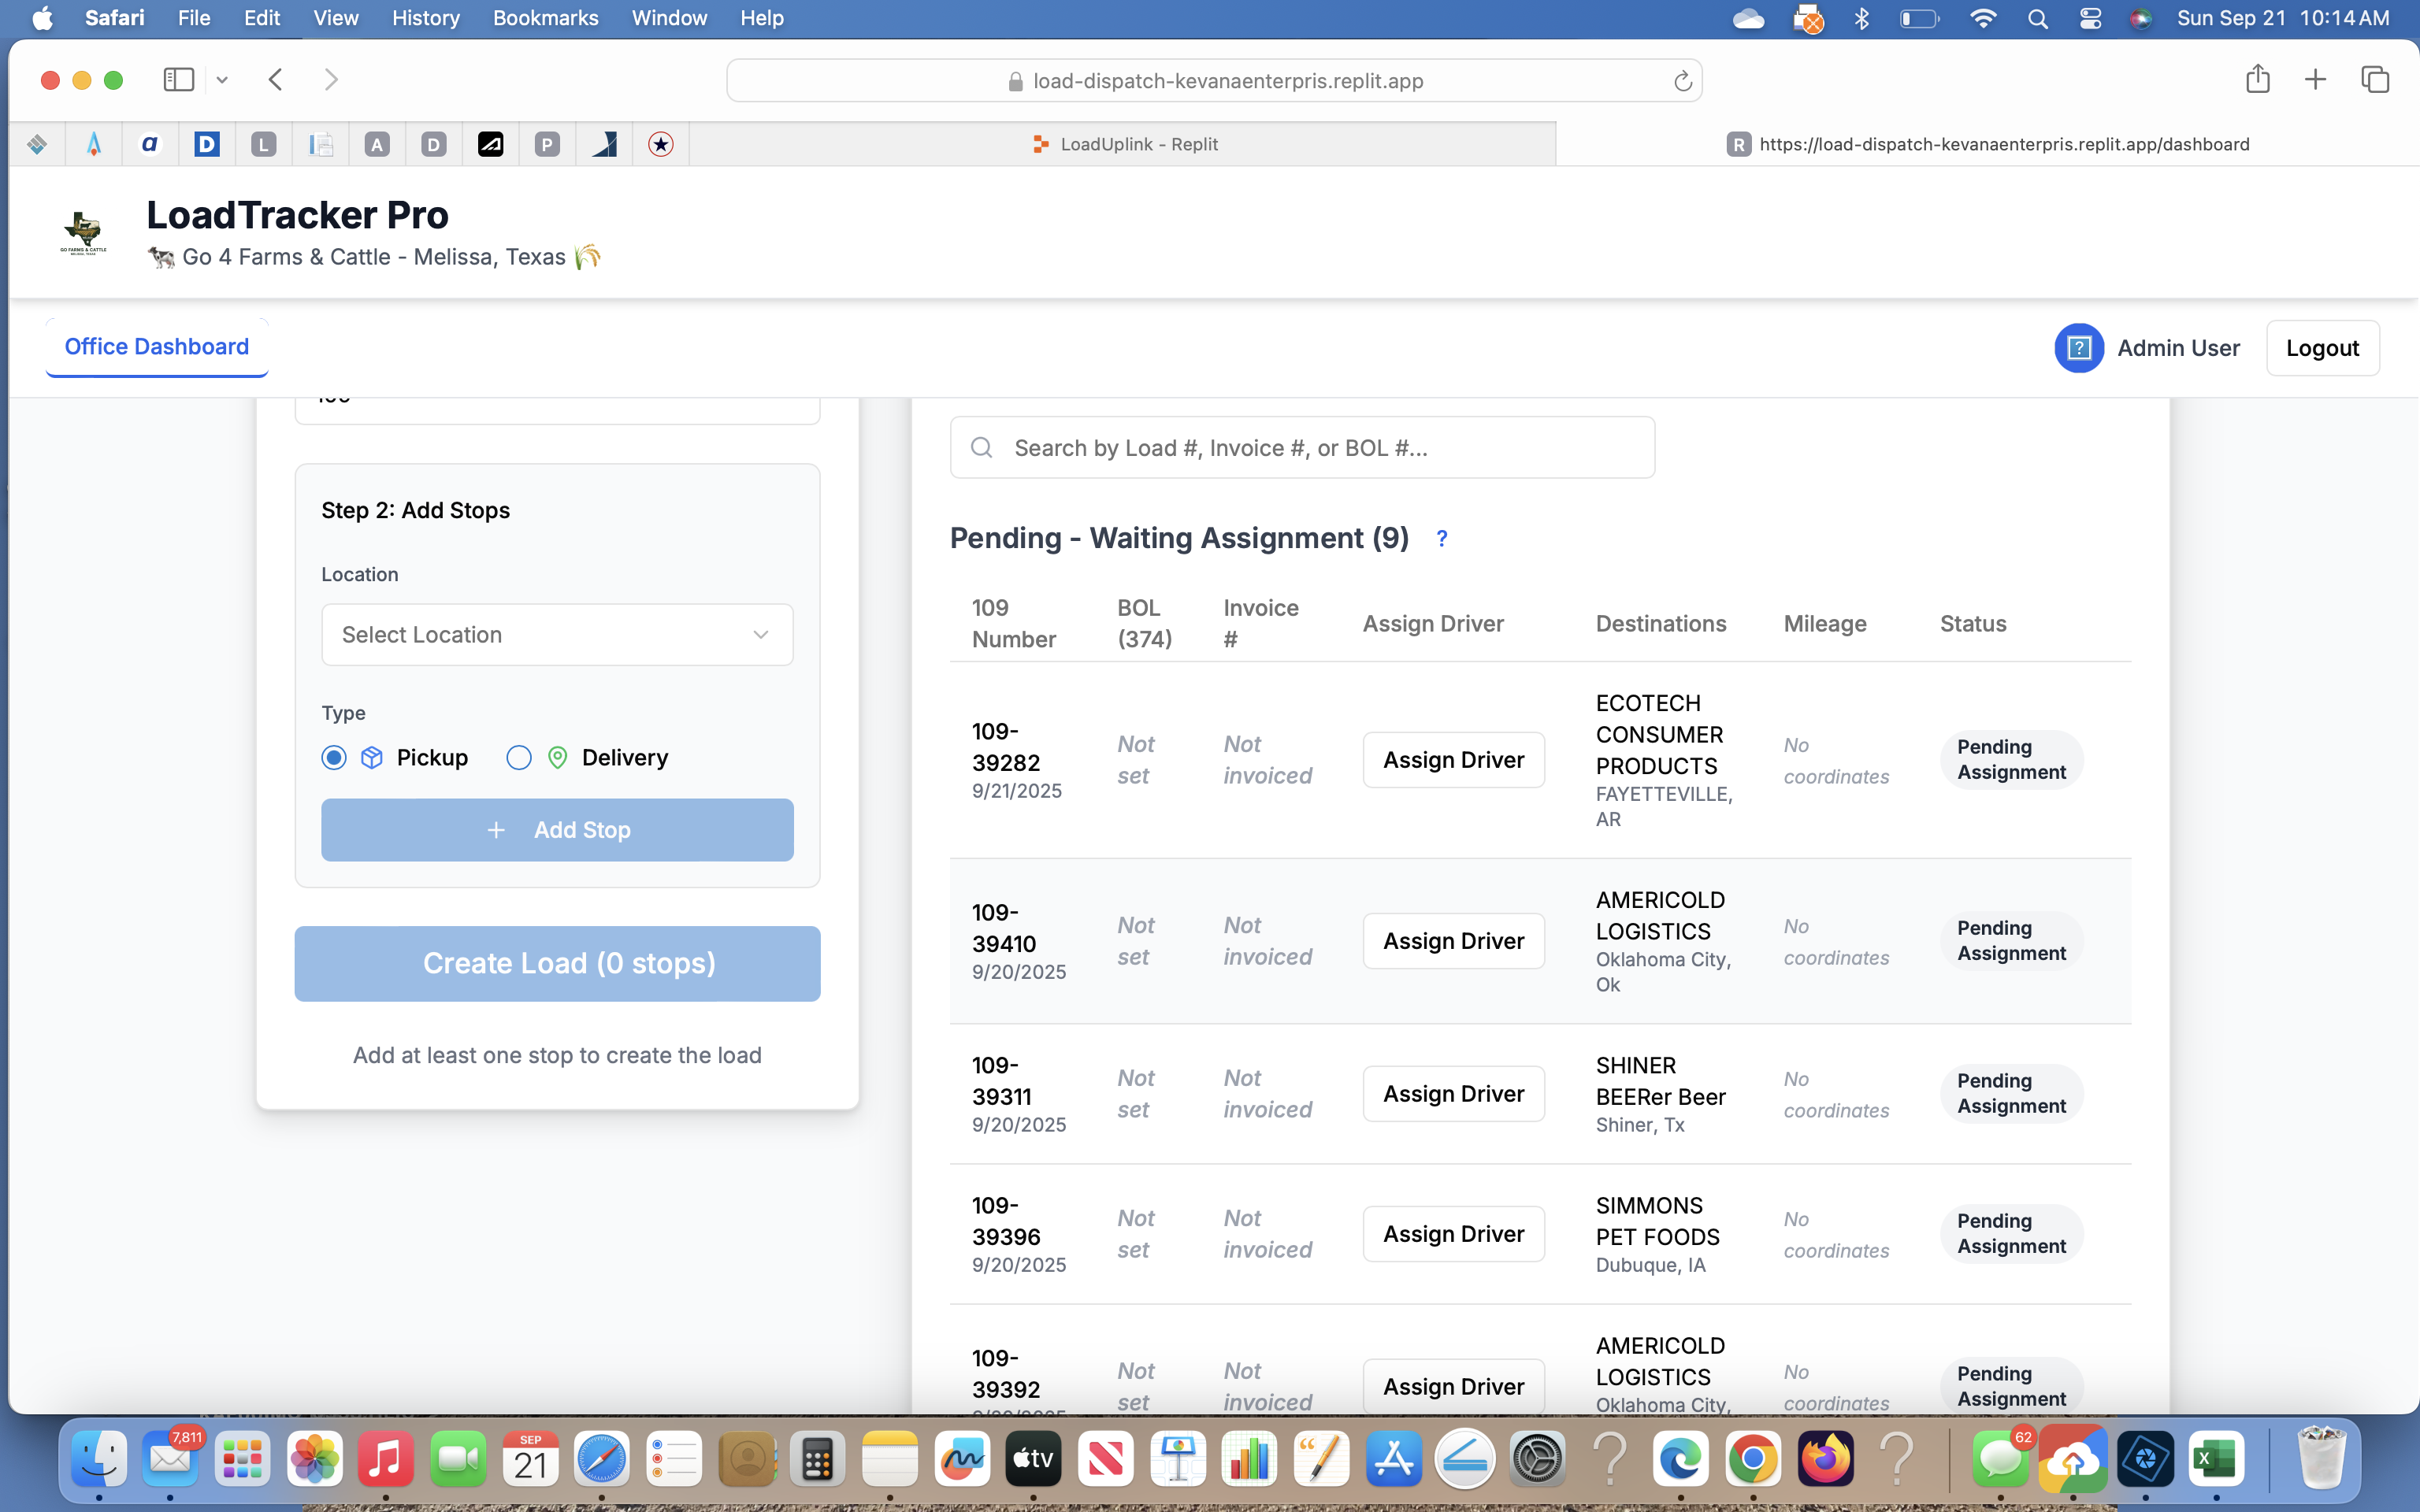 Safari File Edit View History Bookmarks Window Help Sun Sep 21 10:14 AM
load-dispatch-kevanaenterpris.replit.app
LoadUplink - Replit
R https://load-dispatch-kevanaenterpris.replit.app/dashboard
LoadTracker Pro
Go 4 Farms & Cattle - Melissa, Texas
Office Dashboard
Admin User
Logout
Step 2: Add Stops
Location
Select Location
Type
Pickup
Delivery
+ Add Stop
Create Load (0 stops)
Add at least one stop to create the load
Search by Load #, Invoice #, or BOL #...
Pending - Waiting Assignment (9) ?
109 Number
BOL (374)
Invoice #
Assign Driver
Destinations
Mileage
Status
109-
39282
9/21/2025
Not set
Not invoiced
Assign Driver
ECOTECH
CONSUMER
PRODUCTS
FAYETTEVILLE,
AR
No coordinates
Pending Assignment
109-
39410
9/20/2025
Not set
Not invoiced
Assign Driver
AMERICOLD
LOGISTICS
Oklahoma City,
Ok
No coordinates
Pending Assignment
109-
39311
9/20/2025
Not set
Not invoiced
Assign Driver
SHINER
BEERer Beer
Shiner, Tx
No coordinates
Pending Assignment
109-
39396
9/20/2025
Not set
Not invoiced
Assign Driver
SIMMONS
PET FOODS
Dubuque, IA
No coordinates
Pending Assignment
109-
39392
Not set
Not invoiced
Assign Driver
AMERICOLD
LOGISTICS
Oklahoma City,
No coordinates
Pending Assignment
7,811
SEP
21
tv
62